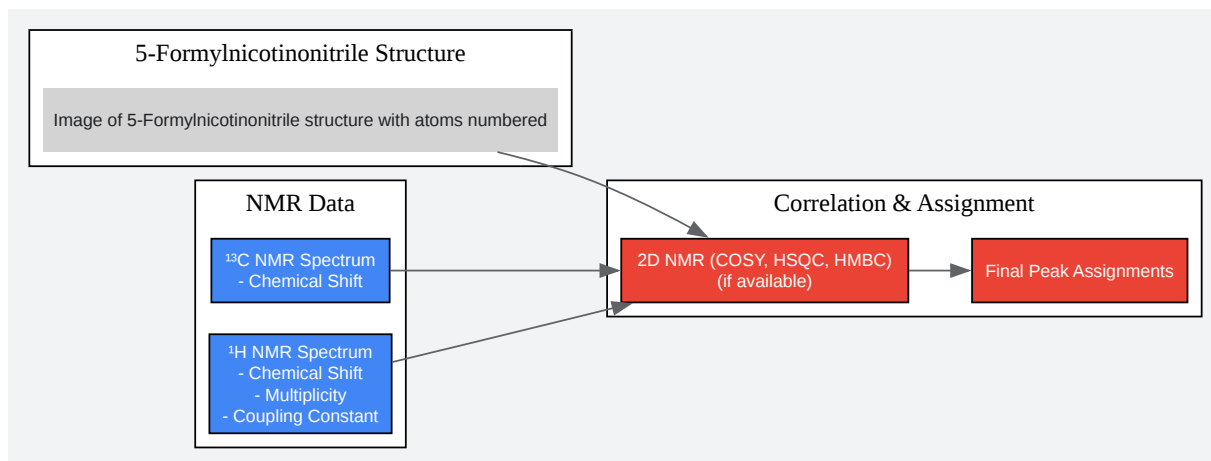 5-Formylnicotinonitrile Structure
Image of 5-Formylnicotinonitrile structure with atoms numbered
NMR Data
¹³C NMR Spectrum
- Chemical Shift
¹H NMR Spectrum
- Chemical Shift
- Multiplicity
- Coupling Constant
Correlation & Assignment
2D NMR (COSY, HSQC, HMBC)
(if available)
Final Peak Assignments